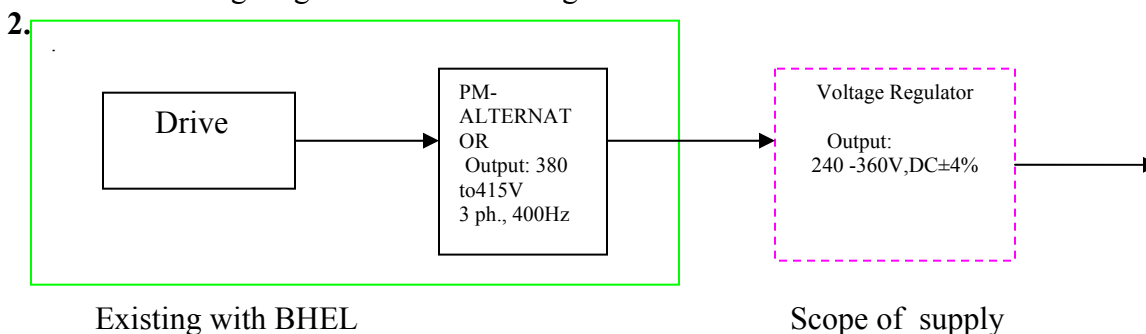 2.
.
Drive
PM-
ALTERNAT
OR
Output: 380
to415V
3 ph., 400Hz
Voltage Regulator
Output:
240 -360V,DC±4%
Existing with BHEL
Scope of supply